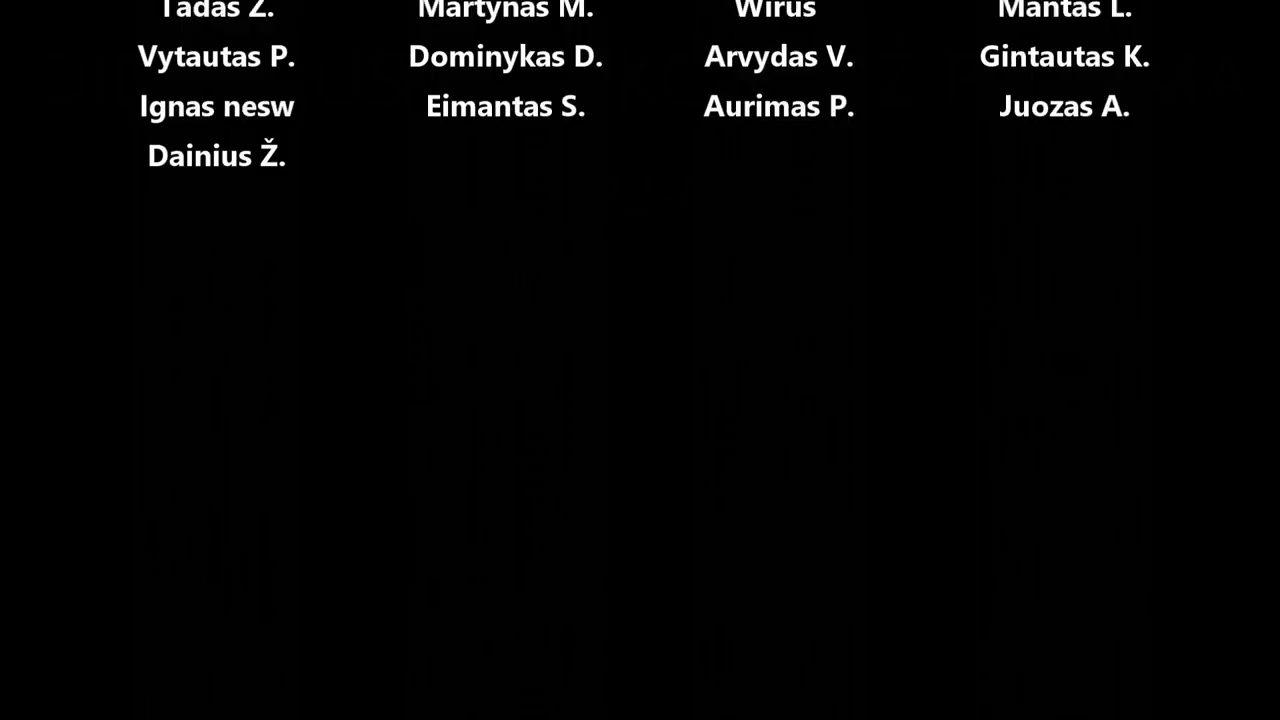 Tadas Z. Martynas M. Wirus Mantas L.
Vytautas P. Dominykas D. Arvydas V. Gintautas K.
Ignas nesw Eimantas S. Aurimas P. Juozas A.
Dainius Ž.